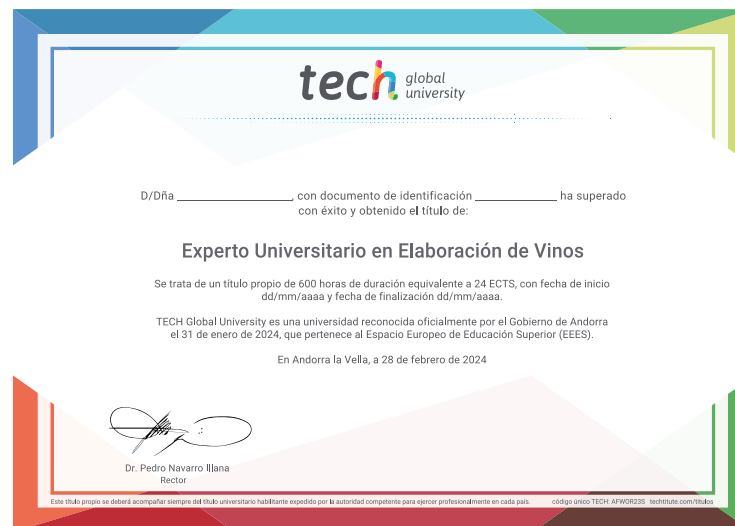 tech global university
D/Dña ____________________, con documento de identificación ______________ ha superado
con éxito y obtenido el título de:
Experto Universitario en Elaboración de Vinos
Se trata de un título propio de 600 horas de duración equivalente a 24 ECTS, con fecha de inicio
dd/mm/aaaa y fecha de finalización dd/mm/aaaa.
TECH Global University es una universidad reconocida oficialmente por el Gobierno de Andorra
el 31 de enero de 2024, que pertenece al Espacio Europeo de Educación Superior (EEES).
En Andorra la Vella, a 28 de febrero de 2024
Dr. Pedro Navarro Illana
Rector
Este título propio se deberá acompañar siempre del título universitario habilitante expedido por la autoridad competente para ejercer profesionalmente en cada país. código único TECH: AFWOR23S techtitute.com/titulos